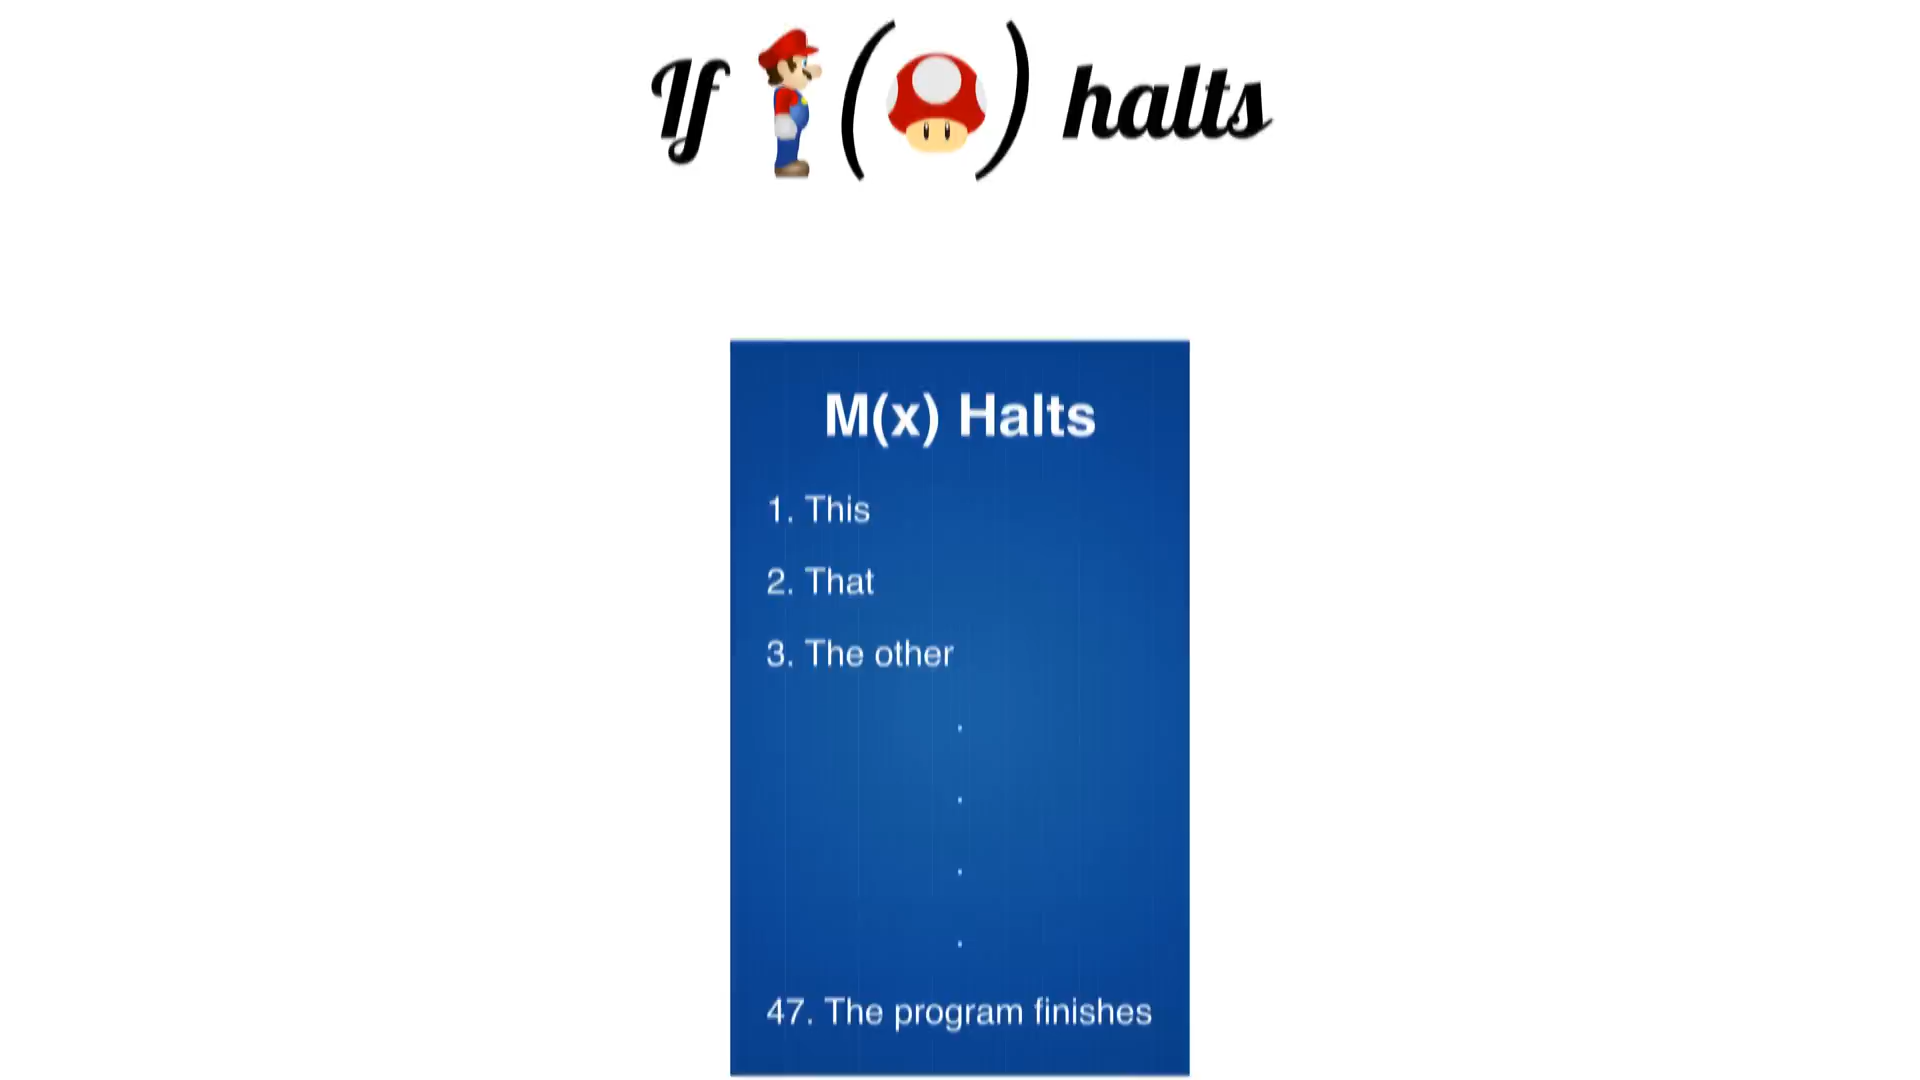 If ( ) halts
M(x) Halts
1. This
2. That
3. The other
.
.
.
.
47. The program finishes